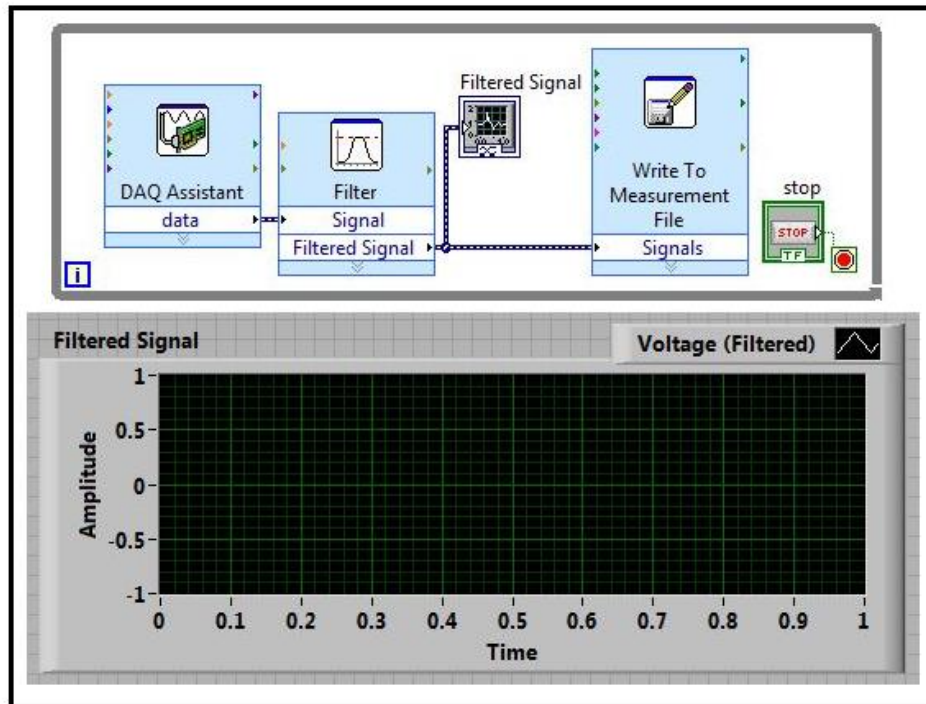 Filtered Signal
DAQ Assistant
data
Filter
Signal
Filtered Signal
Write To
Measurement
File
Signals
stop
STOP
TF
i
Filtered Signal
Voltage (Filtered)
Amplitude
1
0.5
0
-0.5
-1
0 0.1 0.2 0.3 0.4 0.5 0.6 0.7 0.8 0.9 1
Time